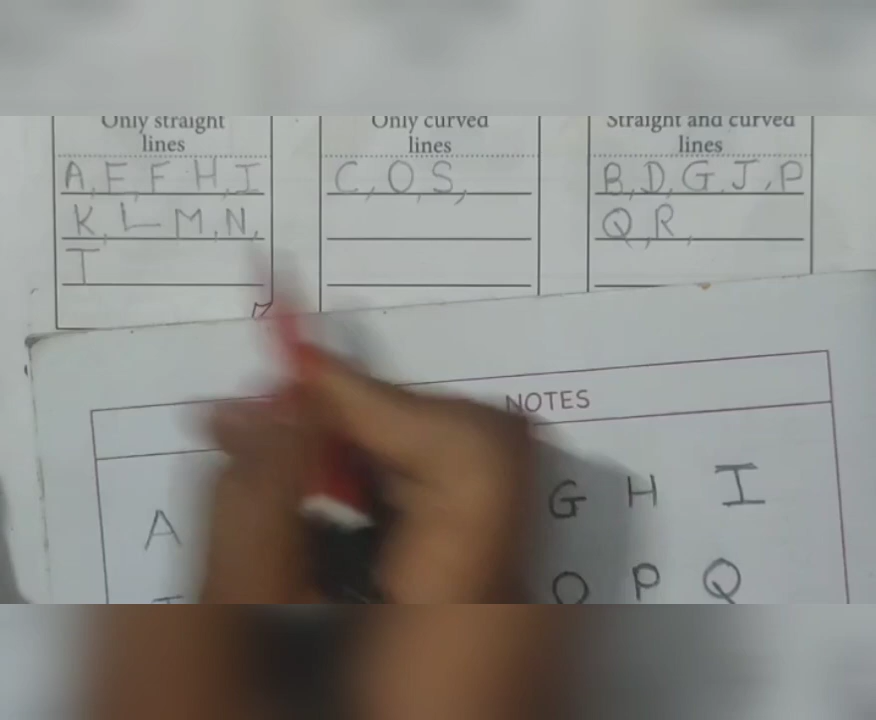 Only straight
lines
A, E, F, H, I
K, L M, N,
T
Only curved
lines
C, O, S,
Straight and curved
lines
B, D, G, J, P
Q, R,
NOTES
A G H I
O P Q